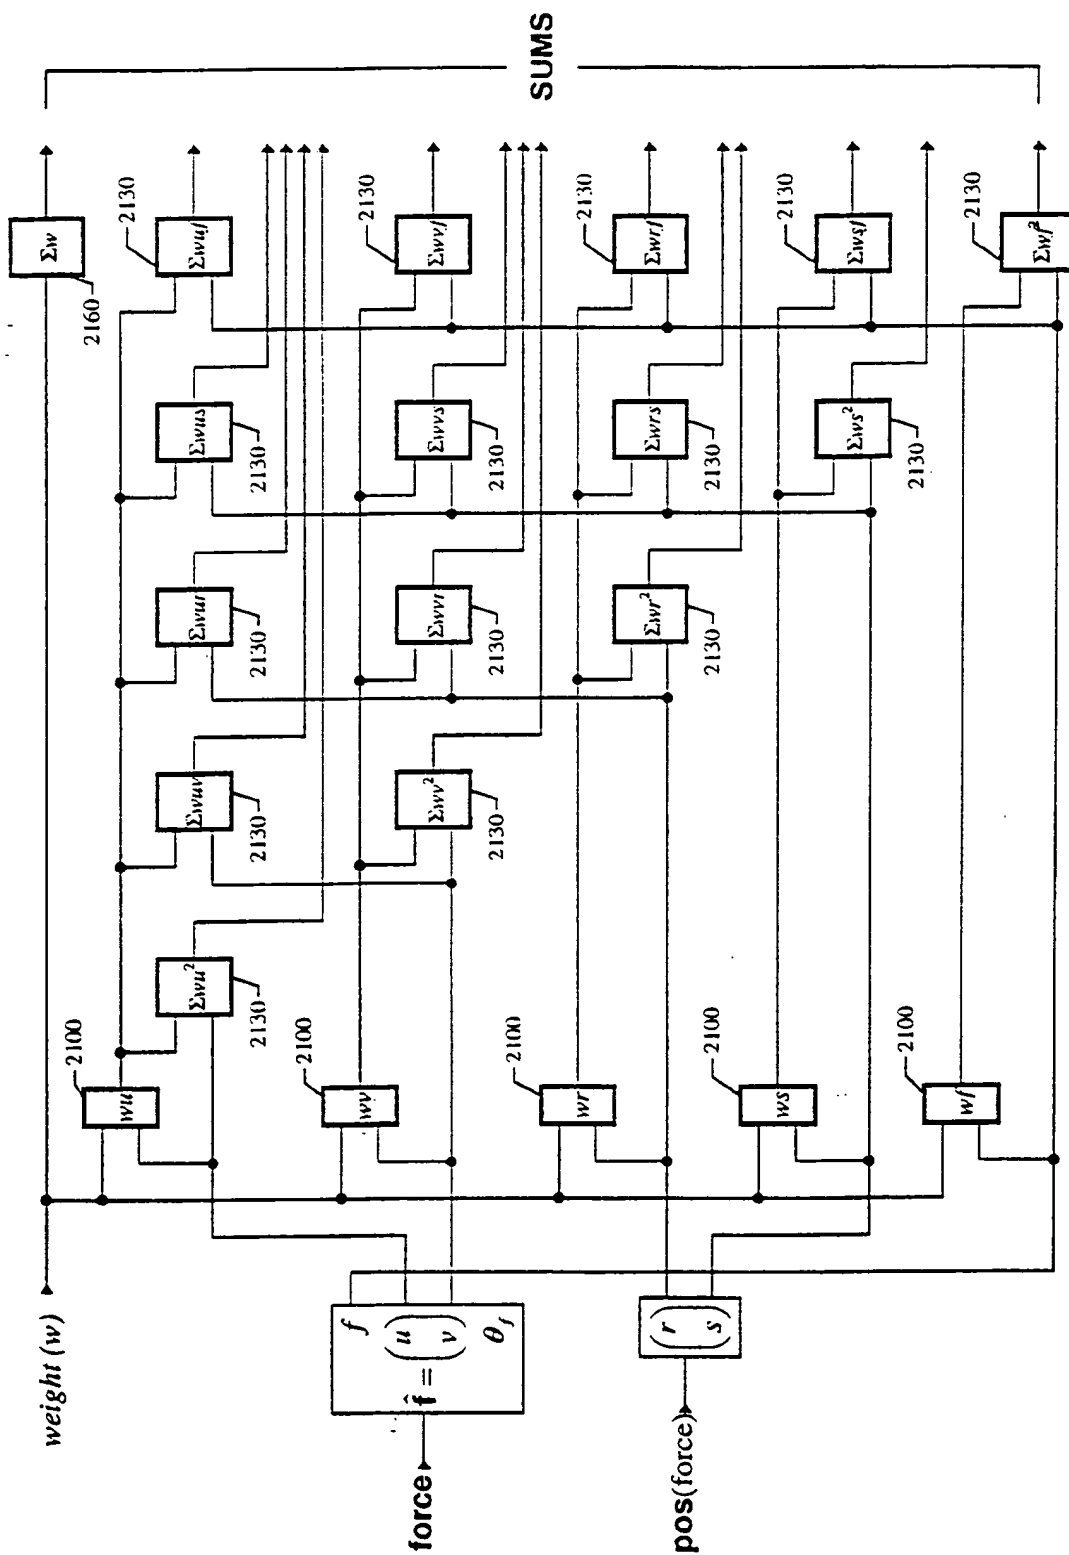 weight (w)
Σw
2160
SUMS
2100
wu
Σwu²
2130
Σwuv
2130
Σwur
2130
Σwus
2130
Σwuf
2130
force
f̂ =
f
(u
v)
θf
2100
wv
Σwv²
2130
Σwvr
2130
Σwvs
2130
Σwvf
2130
2100
wr
Σwr²
2130
Σwrs
2130
Σwrf
2130
pos(force)
(r
s)
2100
ws
Σws²
2130
Σwsf
2130
2100
wf
Σwf²
2130